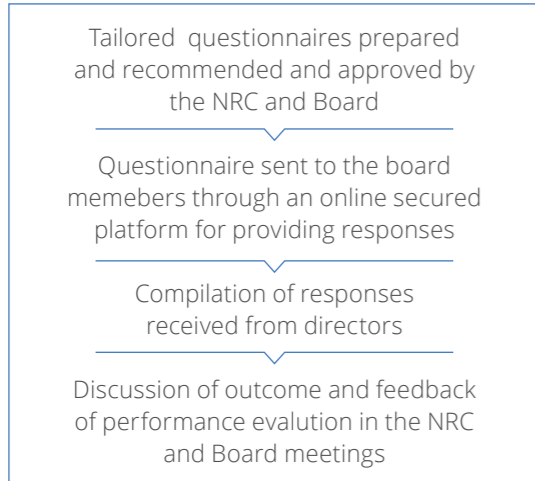 Tailored questionnaires prepared
and recommended and approved by
the NRC and Board
Questionnaire sent to the board
memebers through an online secured
platform for providing responses
Compilation of responses
received from directors
Discussion of outcome and feedback
of performance evalution in the NRC
and Board meetings